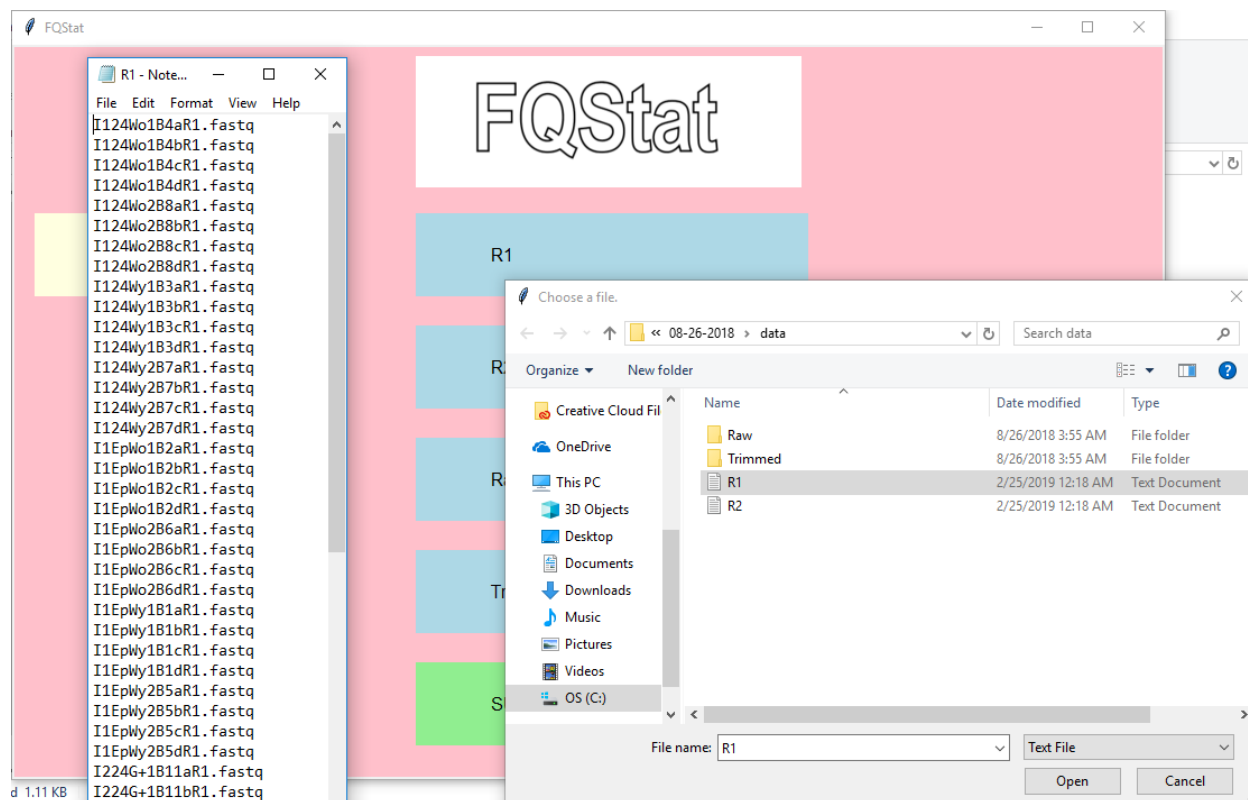 FQStat
R1 - Note...
File Edit Format View Help
I124Wo1B4aR1.fastq
I124Wo1B4bR1.fastq
I124Wo1B4cR1.fastq
I124Wo1B4dR1.fastq
I124Wo2B8aR1.fastq
I124Wo2B8bR1.fastq
I124Wo2B8cR1.fastq
I124Wo2B8dR1.fastq
I124Wy1B3aR1.fastq
I124Wy1B3bR1.fastq
I124Wy1B3cR1.fastq
I124Wy1B3dR1.fastq
I124Wy2B7aR1.fastq
I124Wy2B7bR1.fastq
I124Wy2B7cR1.fastq
I124Wy2B7dR1.fastq
I1EpWo1B2aR1.fastq
I1EpWo1B2bR1.fastq
I1EpWo1B2cR1.fastq
I1EpWo1B2dR1.fastq
I1EpWo2B6aR1.fastq
I1EpWo2B6bR1.fastq
I1EpWo2B6cR1.fastq
I1EpWo2B6dR1.fastq
I1EpWy1B1aR1.fastq
I1EpWy1B1bR1.fastq
I1EpWy1B1cR1.fastq
I1EpWy1B1dR1.fastq
I1EpWy2B5aR1.fastq
I1EpWy2B5bR1.fastq
I1EpWy2B5cR1.fastq
I1EpWy2B5dR1.fastq
I224G+1B11aR1.fastq
I224G+1B11bR1.fastq
1.11 KB
FQStat
R1
Choose a file.
« 08-26-2018 › data
Search data
Organize New folder
Creative Cloud Fil
OneDrive
This PC
3D Objects
Desktop
Documents
Downloads
Music
Pictures
Videos
OS (C:)
Name Date modified Type
Raw 8/26/2018 3:55 AM File folder
Trimmed 8/26/2018 3:55 AM File folder
R1 2/25/2019 12:18 AM Text Document
R2 2/25/2019 12:18 AM Text Document
File name: R1 Text File
Open Cancel